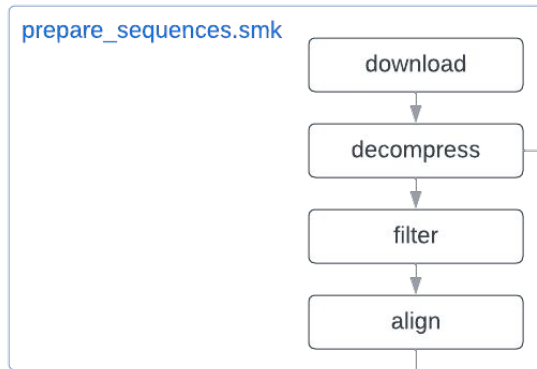 prepare_sequences.smk
download
decompress
filter
align